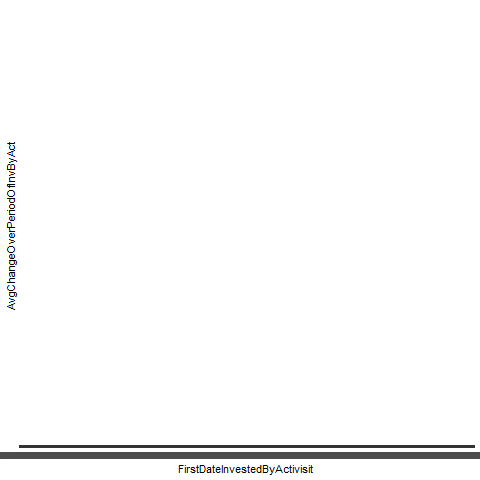 AvgChangeOverPeriodOfInvByAct
FirstDateInvestedByActivisit